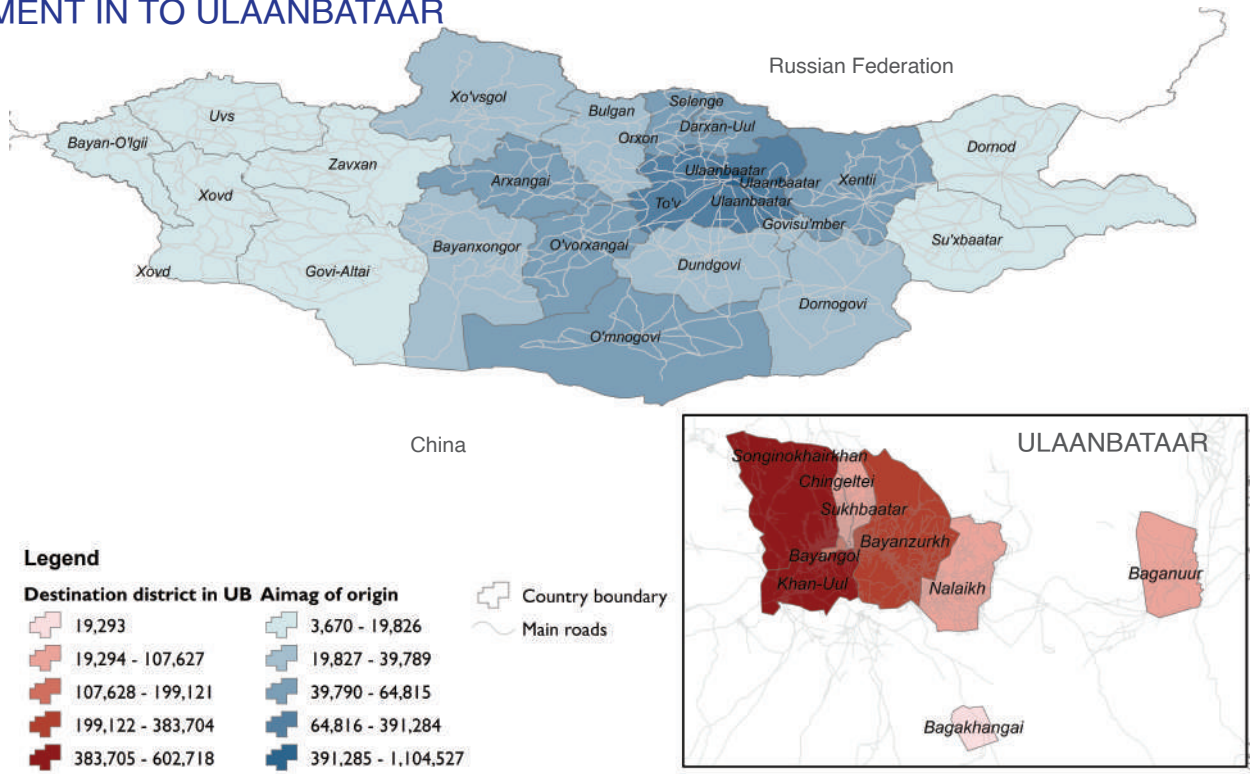 MENT IN TO ULAANBATAAR
Russian Federation
Xo'vsgol
Bulgan
Selenge
Uvs
Darxan-Uul
Orxon
Bayan-O'lgii
Dornod
Zavxan
Ulaanbaatar
Arxangai
Ulaanbaatar
Xentii
Xovd
To'v
Ulaanbaatar
Govisu'mber
Bayanxongor
O'vorxangai
Su'xbaatar
Xovd
Govi-Altai
Dundgovi
Dornogovi
O'mnogovi
China
ULAANBATAAR
Songinokhairkhan
Chingeltei
Sukhbaatar
Bayanzurkh
Bayangol
Khan-Uul
Nalaikh
Baganuur
Bagakhangai
Legend
Destination district in UB
19,293
19,294 - 107,627
107,628 - 199,121
199,122 - 383,704
383,705 - 602,718
Aimag of origin
3,670 - 19,826
19,827 - 39,789
39,790 - 64,815
64,816 - 391,284
391,285 - 1,104,527
Country boundary
Main roads